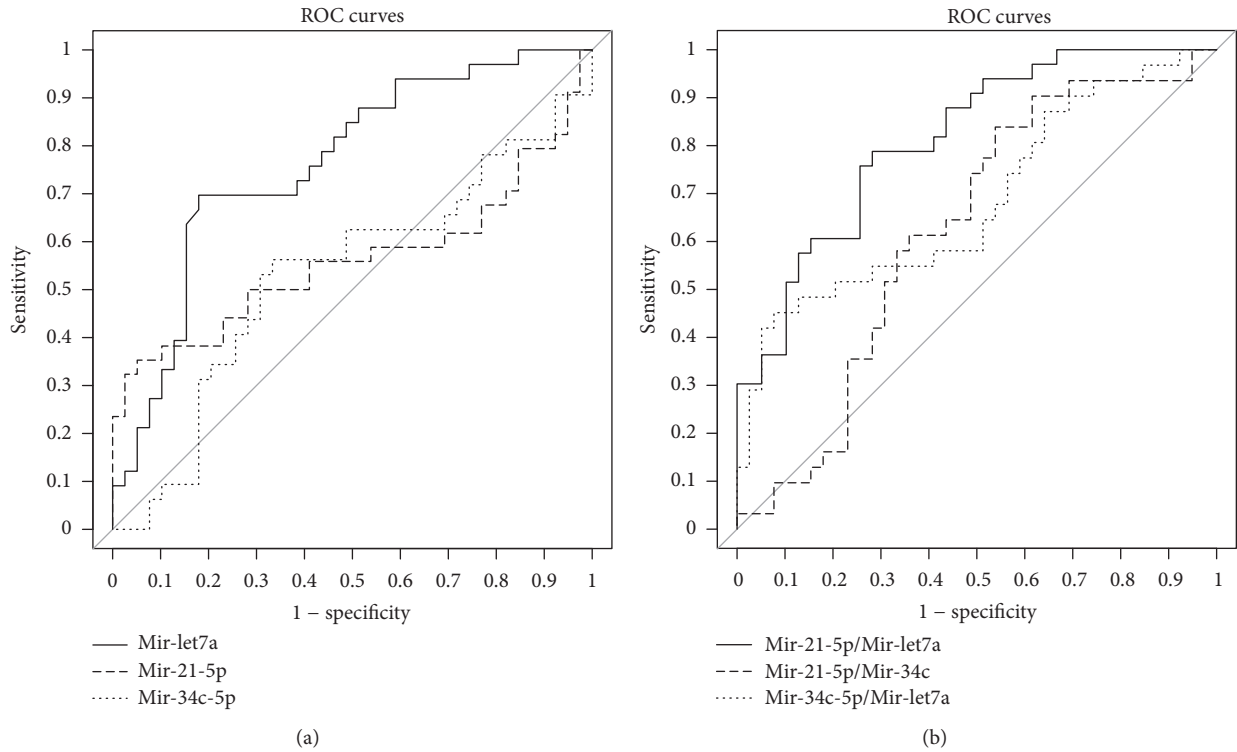 ROC curves
1
0.9
0.8
0.7
0.6
0.5
0.4
0.3
0.2
0.1
0
Sensitivity
0 0.1 0.2 0.3 0.4 0.5 0.6 0.7 0.8 0.9 1
1 − specificity
Mir-let7a
Mir-21-5p
Mir-34c-5p
(a)
ROC curves
1
0.9
0.8
0.7
0.6
0.5
0.4
0.3
0.2
0.1
0
Sensitivity
0 0.1 0.2 0.3 0.4 0.5 0.6 0.7 0.8 0.9 1
1 − specificity
Mir-21-5p/Mir-let7a
Mir-21-5p/Mir-34c
Mir-34c-5p/Mir-let7a
(b)